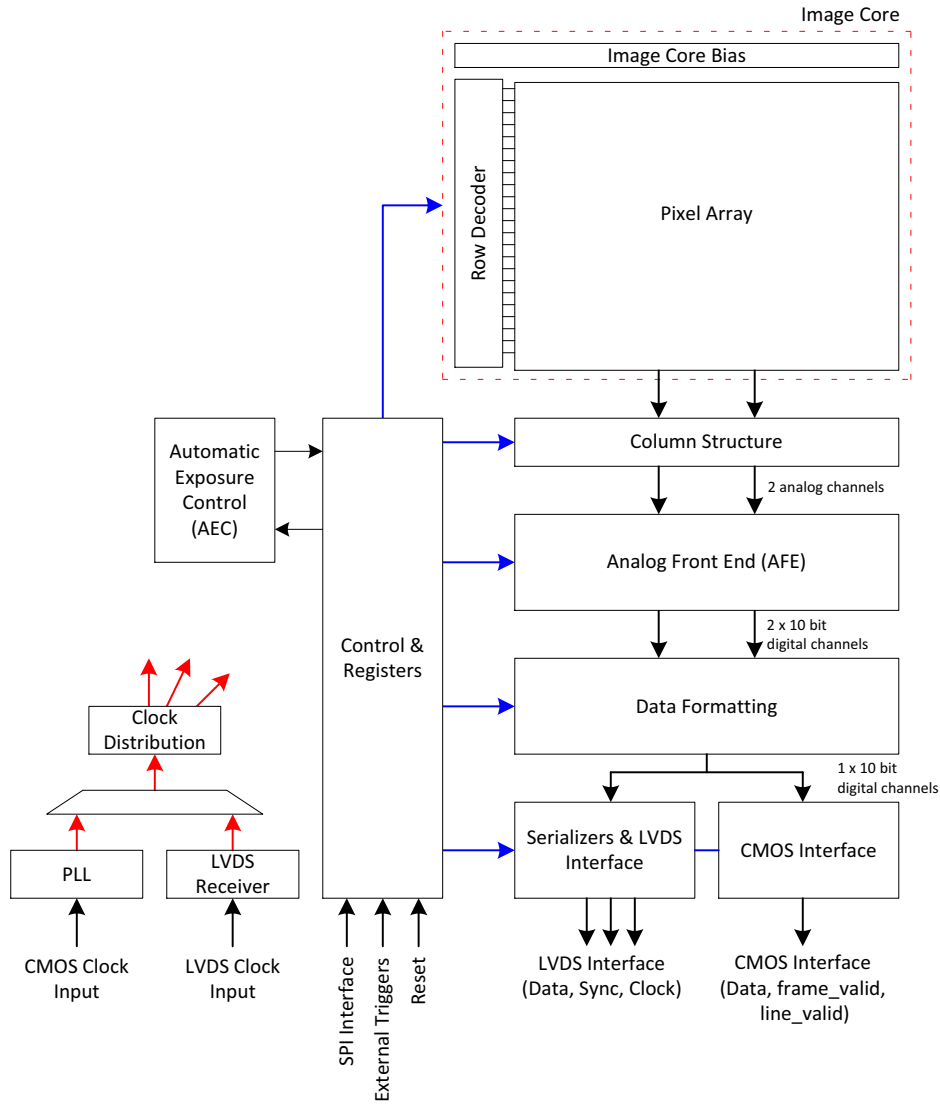 Image Core
Image Core Bias
Row Decoder
Pixel Array
Automatic
Exposure
Control
(AEC)
Column Structure
2 analog channels
Analog Front End (AFE)
2 x 10 bit
digital channels
Control &
Registers
Data Formatting
Clock
Distribution
1 x 10 bit
digital channels
PLL
LVDS
Receiver
Serializers & LVDS
Interface
CMOS Interface
CMOS Clock
Input
LVDS Clock
Input
SPI Interface
External Triggers
Reset
LVDS Interface
(Data, Sync, Clock)
CMOS Interface
(Data, frame_valid,
line_valid)